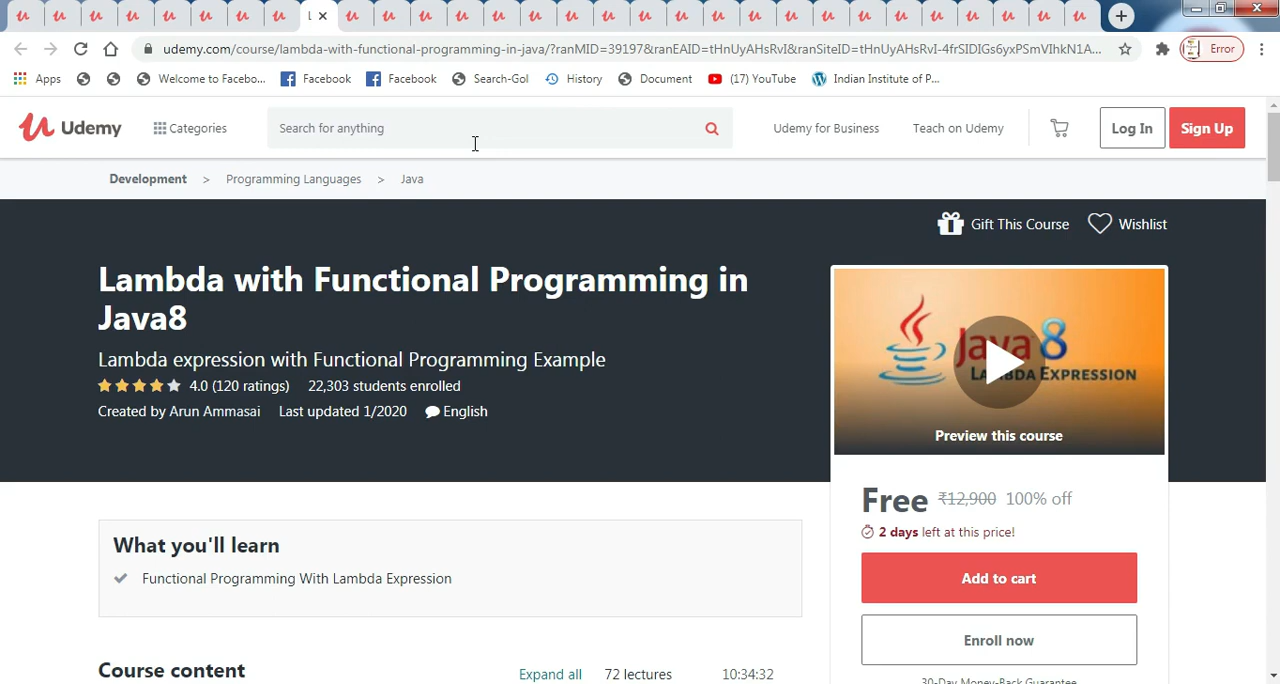 L
udemy.com/course/lambda-with-functional-programming-in-java/?ranMID=39197&ranEAID=tHnUyAHsRvI&ranSiteID=tHnUyAHsRvI-4frSIDIGs6yxPSmVIhkN1A...
Error
Apps
Welcome to Facebo...
Facebook
Facebook
Search-Gol
History
Document
(17) YouTube
Indian Institute of P...
Udemy
Categories
Search for anything
Udemy for Business
Teach on Udemy
Log In
Sign Up
Development > Programming Languages > Java
Gift This Course
Wishlist
Lambda with Functional Programming in
Java8
Lambda expression with Functional Programming Example
4.0 (120 ratings) 22,303 students enrolled
Created by Arun Ammasai Last updated 1/2020 English
Java 8
LAMBDA EXPRESSION
Preview this course
Free ₹12,900 100% off
2 days left at this price!
Add to cart
Enroll now
30-Day Money-Back Guarantee
What you'll learn
Functional Programming With Lambda Expression
Course content
Expand all 72 lectures 10:34:32